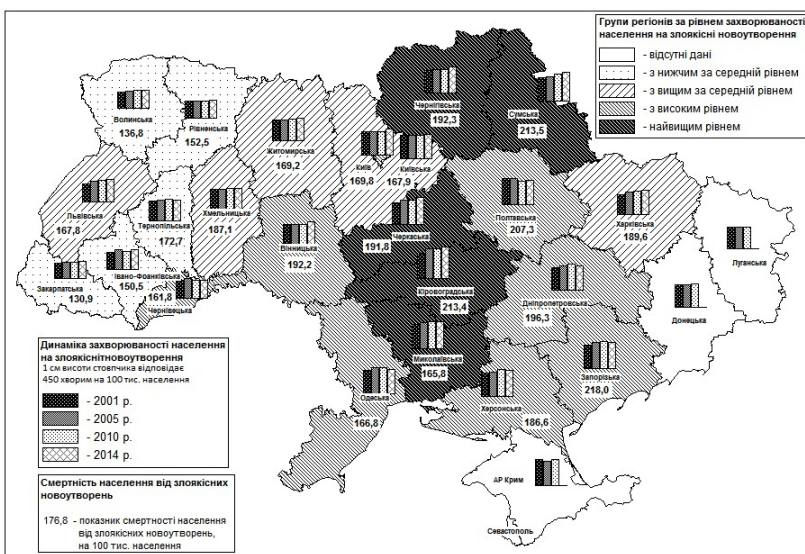 Групи регіонів за рівнем захворюваності
населення на злоякісні новоутворення
- відсутні дані
- з нижчим за середній рівнем
- з вищим за середній рівнем
- з високим рівнем
- найвищим рівнем
Чернігівська
192,3
Сумська
213,5
Волинська
136,8
Рівненська
152,5
Житомирська
169,2
Київ
169,8
Київська
167,9
Львівська
167,8
Тернопільська
172,7
Хмельницька
187,1
Вінницька
192,2
Черкаська
191,8
Полтавська
207,3
Харківська
189,6
Луганська
Закарпатська
130,9
Івано-Франківська
150,5
161,8
Чернівецька
Кіровоградська
213,4
Дніпропетровська
196,3
Донецька
Миколаївська
165,8
Запорізька
218,0
Одеська
166,8
Херсонська
186,6
АР Крим
Севастополь
Динаміка захворюваності населення
на злоякіснітновоутворення
1 см висоти стовпчика відповідає
450 хворим на 100 тис. населення
- 2001 р.
- 2005 р.
- 2010 р.
- 2014 р.
Смертність населення від злоякісних
новоутворень
176,8 - показник смертності населення
від злоякісних новоутворень,
на 100 тис. населення